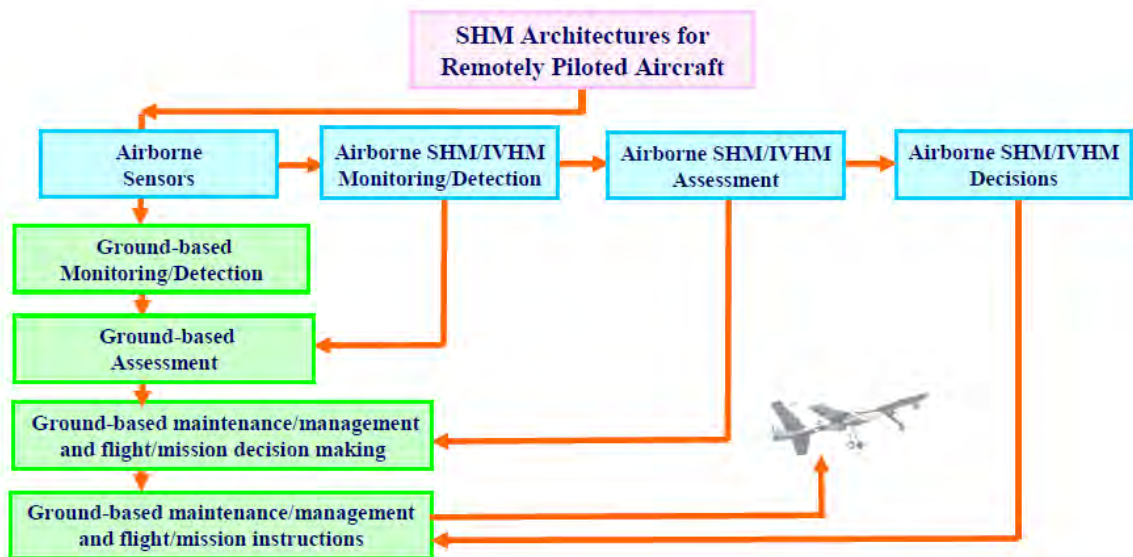 SHM Architectures for
Remotely Piloted Aircraft
Airborne
Sensors
Airborne SHM/IVHM
Monitoring/Detection
Airborne SHM/IVHM
Assessment
Airborne SHM/IVHM
Decisions
Ground-based
Monitoring/Detection
Ground-based
Assessment
Ground-based maintenance/management
and flight/mission decision making
Ground-based maintenance/management
and flight/mission instructions